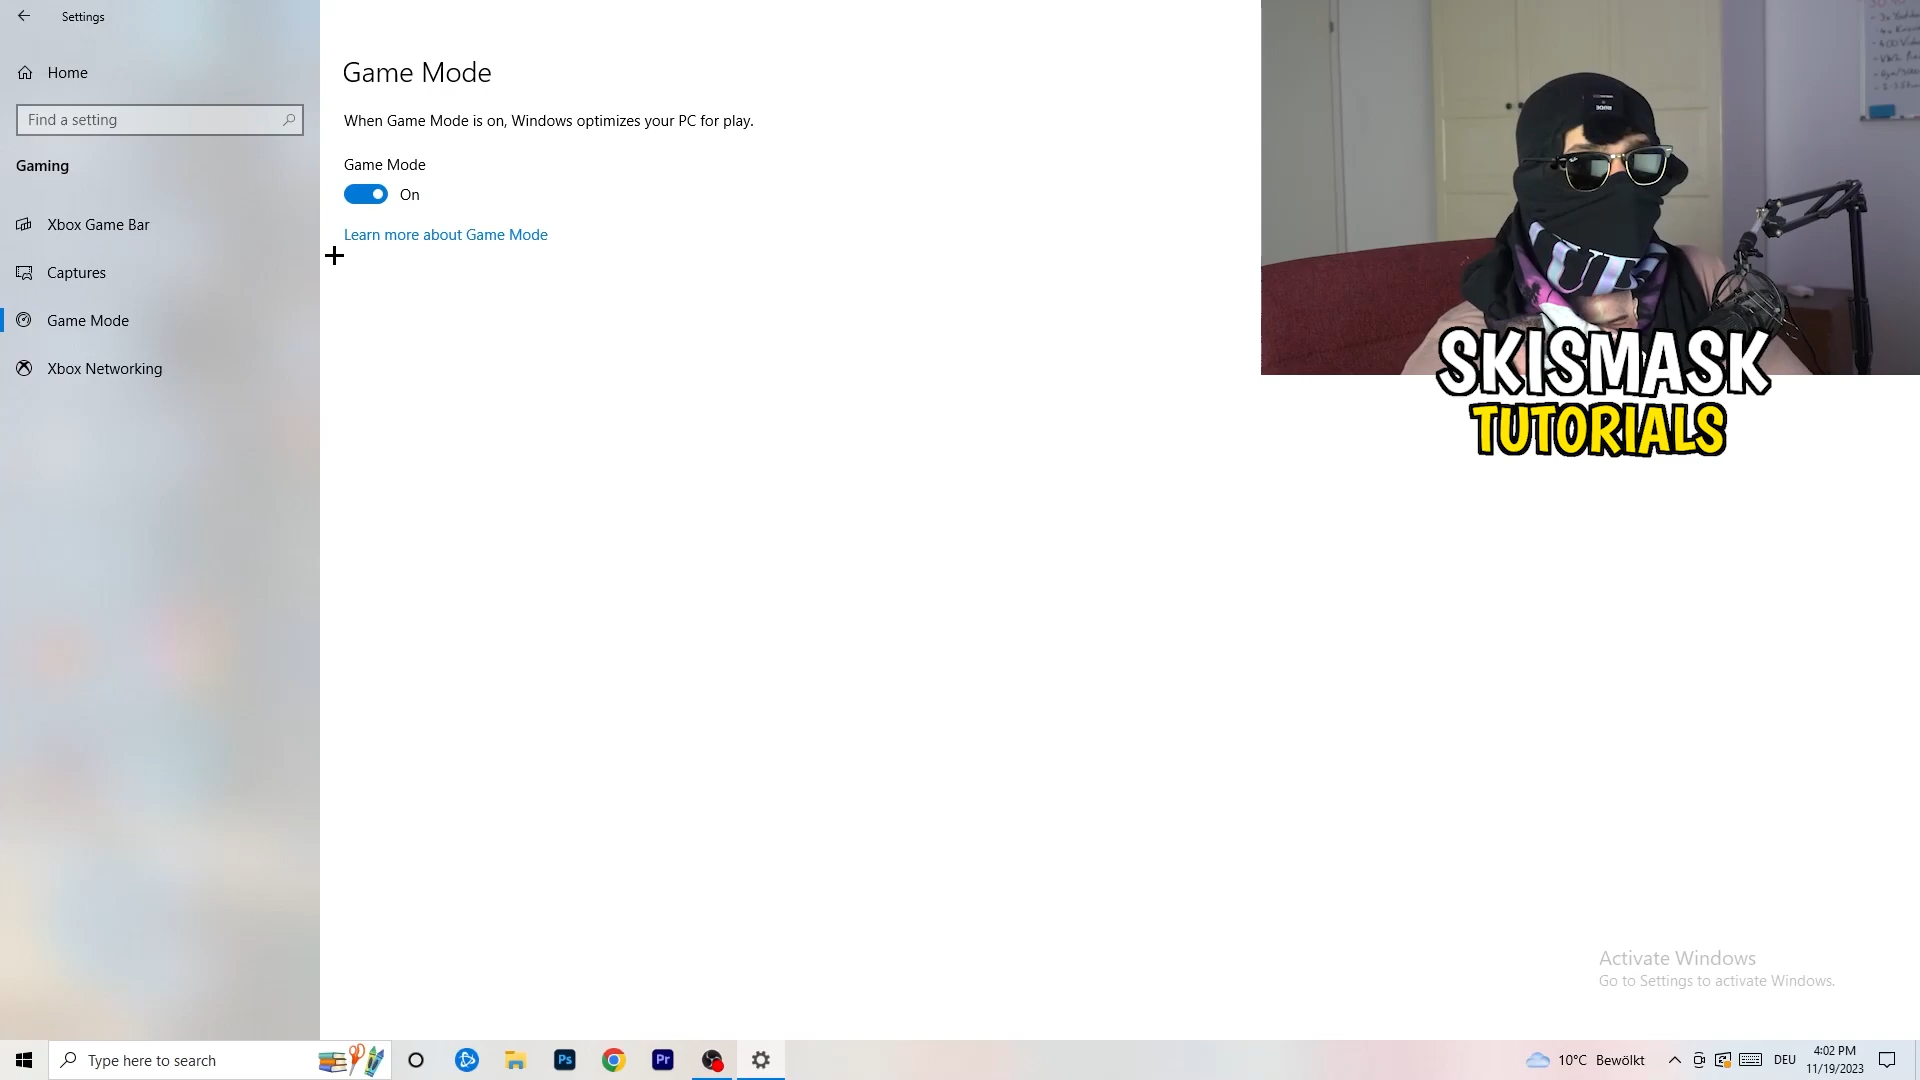 Settings
Home
Find a setting
Gaming
Xbox Game Bar
Captures
Game Mode
Xbox Networking
Game Mode
When Game Mode is on, Windows optimizes your PC for play.
Game Mode
On
Learn more about Game Mode
SKISMASK
TUTORIALS
Activate Windows
Go to Settings to activate Windows.
Type here to search
Ps
Pr
10°C Bewölkt
DEU
4:02 PM
11/19/2023